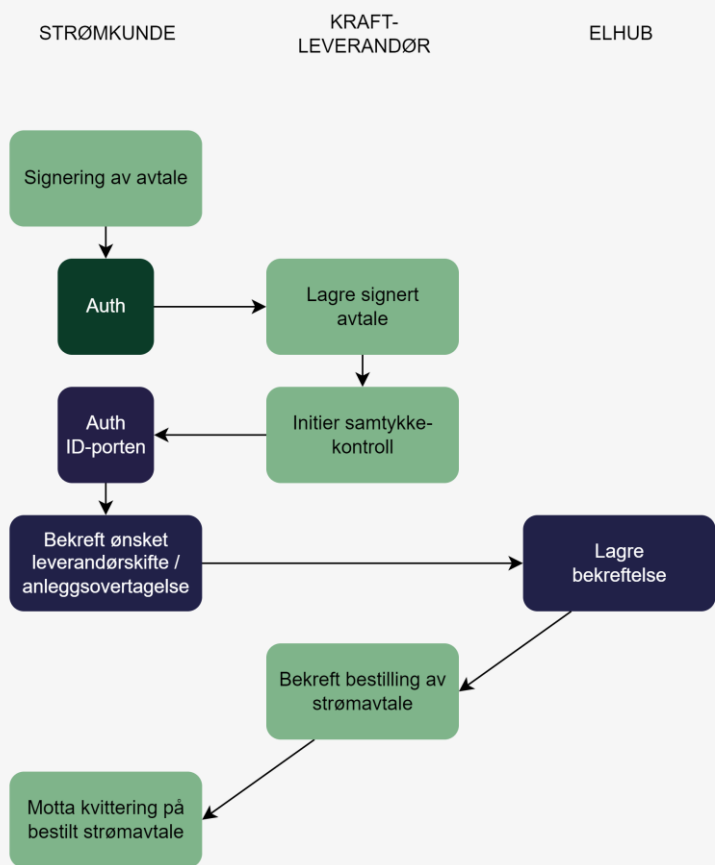 STRØMKUNDE
KRAFT-
LEVERANDØR
ELHUB
Signering av avtale
Auth
Lagre signert
avtale
Auth
ID-porten
Initier samtykke-
kontroll
Bekreft ønsket
leverandørskifte /
anleggsovertagelse
Lagre
bekreftelse
Bekreft bestilling av
strømavtale
Motta kvittering på
bestilt strømavtale